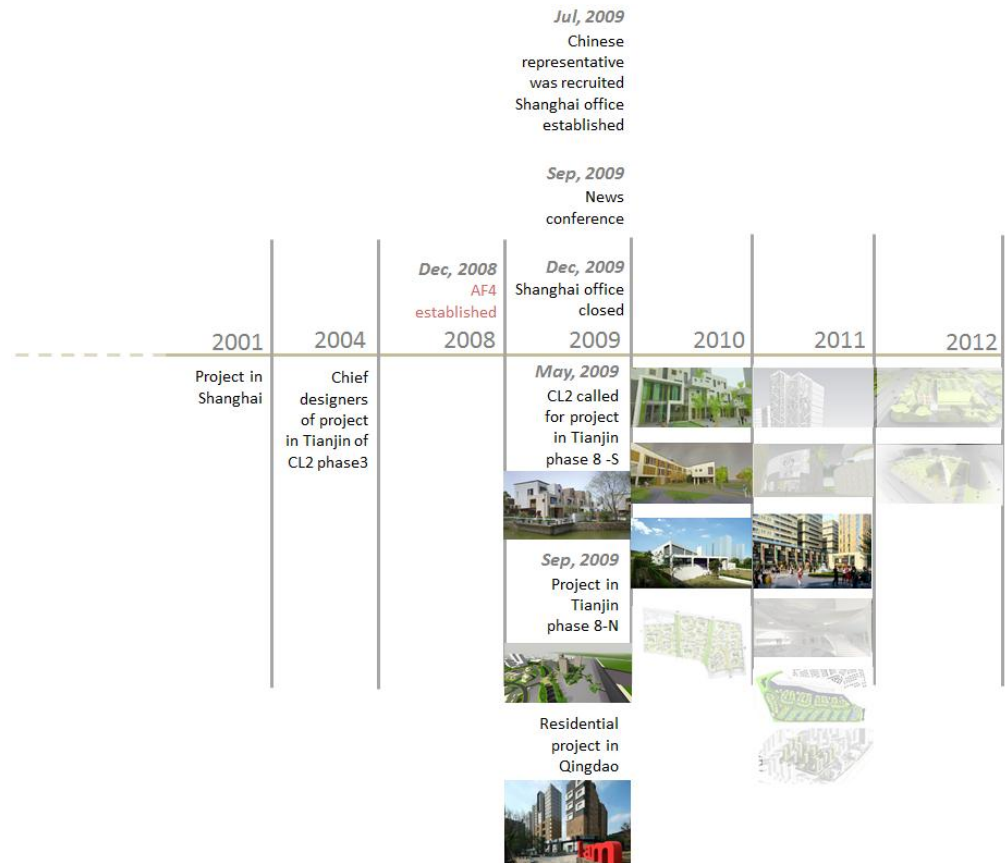 Jul, 2009
Chinese
representative
was recruited
Shanghai office
established
Sep, 2009
News
conference
Dec, 2008
AF4
established
Dec, 2009
Shanghai office
closed
2001
2004
2008
2009
2010
2011
2012
Project in
Shanghai
Chief
designers
of project
in Tianjin of
CL2 phase3
May, 2009
CL2 called
for project
in Tianjin
phase 8 -S
Sep, 2009
Project in
Tianjin
phase 8-N
Residential
project in
Qingdao
I am